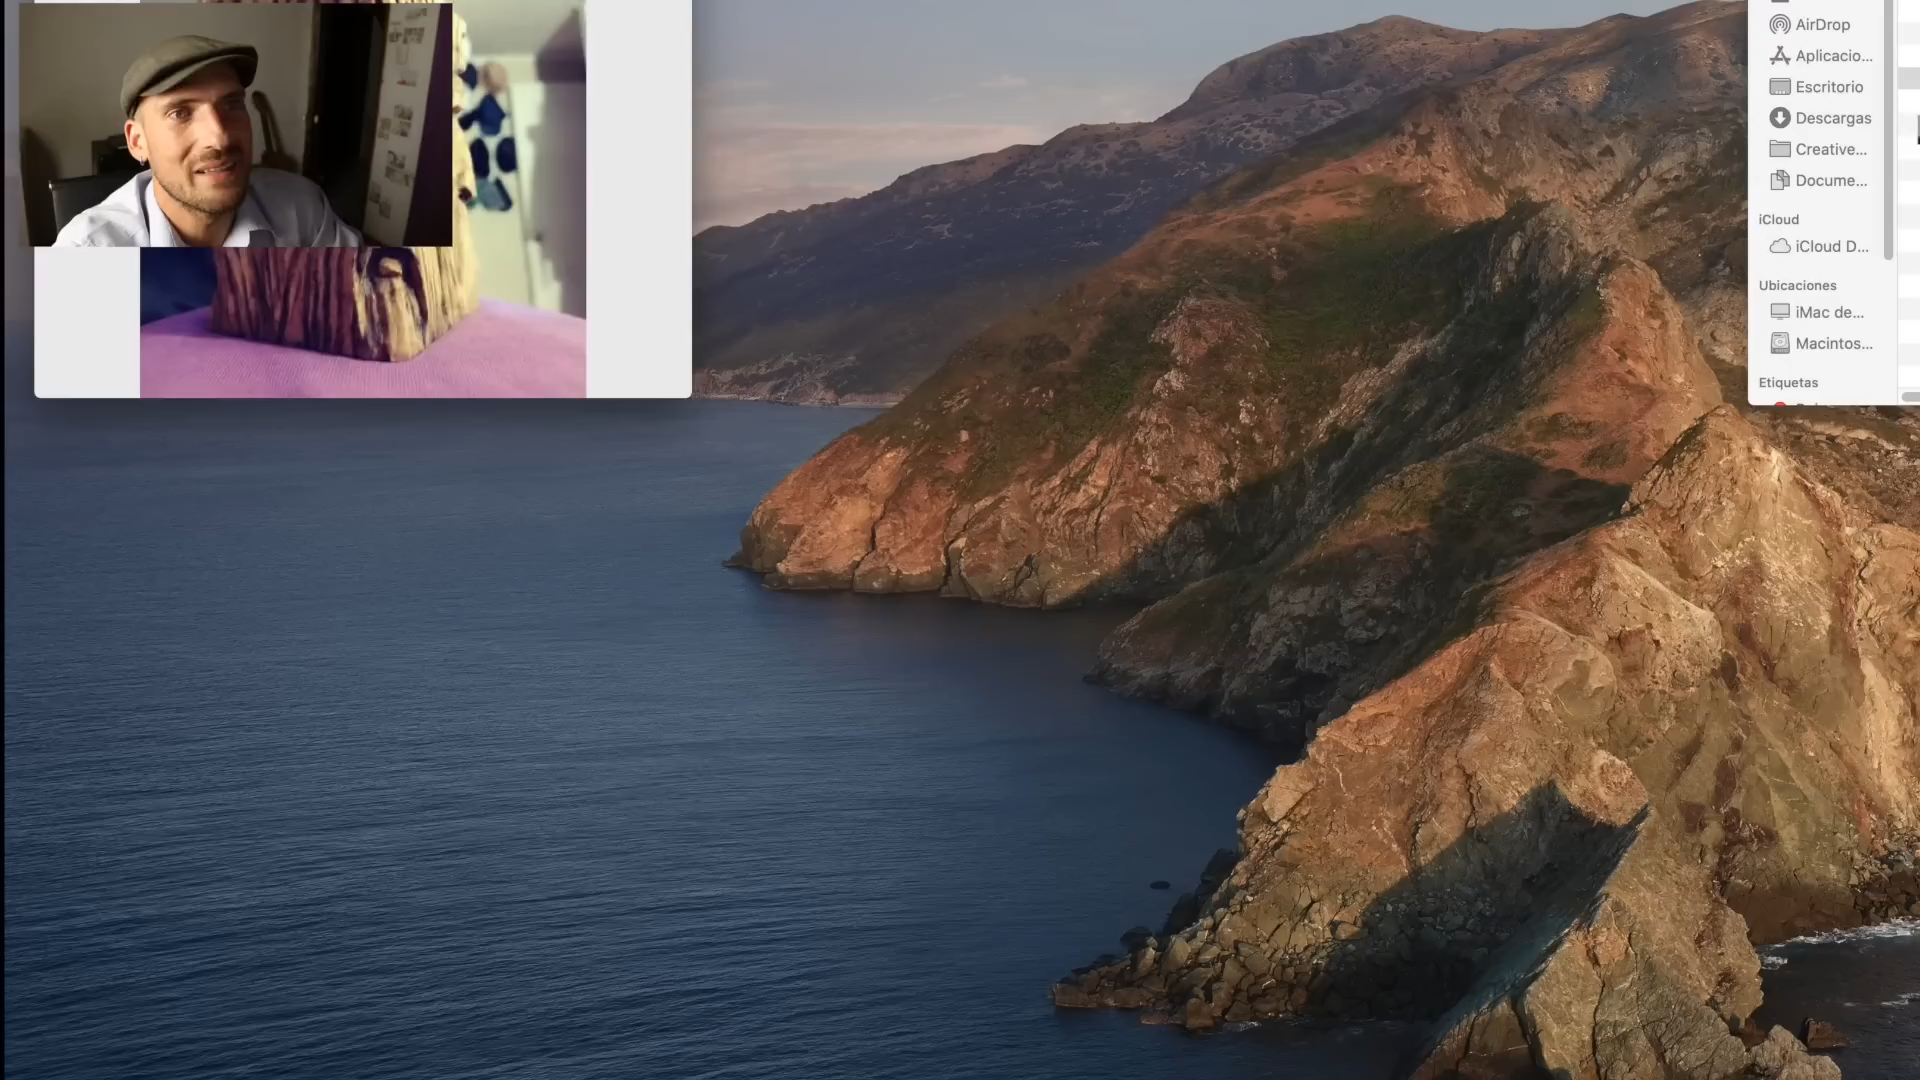 AirDrop
Aplicacio...
Escritorio
Descargas
Creative...
Docume...
iCloud
iCloud D...
Ubicaciones
iMac de...
Macintos...
Etiquetas